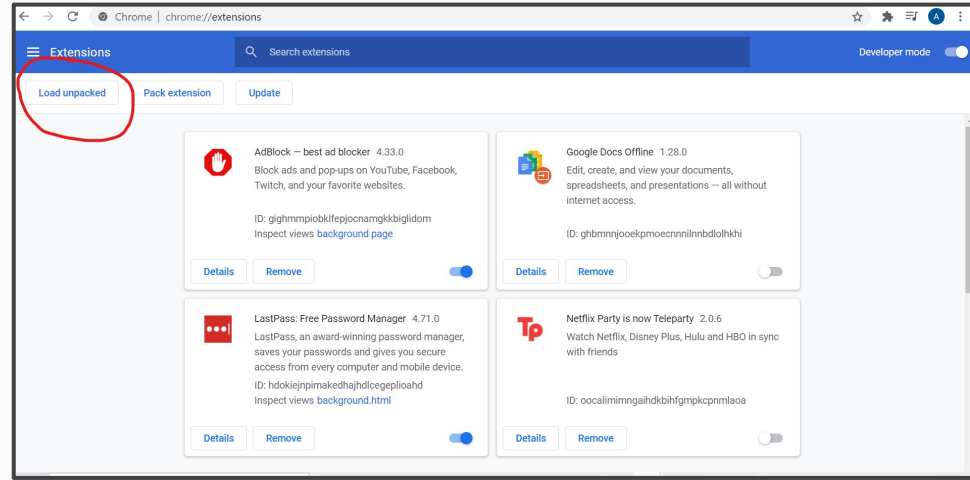 Chrome | chrome://extensions
A
Extensions
Search extensions
Developer mode
Load unpacked
Pack extension
Update
AdBlock — best ad blocker 4.33.0
Block ads and pop-ups on YouTube, Facebook,
Twitch, and your favorite websites.
ID: gighmmpiobklfepjocnamgkkbiglidom
Inspect views background page
Details
Remove
Google Docs Offline 1.28.0
Edit, create, and view your documents,
spreadsheets, and presentations — all without
internet access.
ID: ghbmnnjooekpmoecnnnilnnbdlolhkhi
Details
Remove
LastPass: Free Password Manager 4.71.0
LastPass, an award-winning password manager,
saves your passwords and gives you secure
access from every computer and mobile device.
ID: hdokiejnpimakedhajhdlcegeplioahd
Inspect views background.html
Details
Remove
Tp
Netflix Party is now Teleparty 2.0.6
Watch Netflix, Disney Plus, Hulu and HBO in sync
with friends
ID: oocalimimngaihdkbihfgmpkcpnmlaoa
Details
Remove